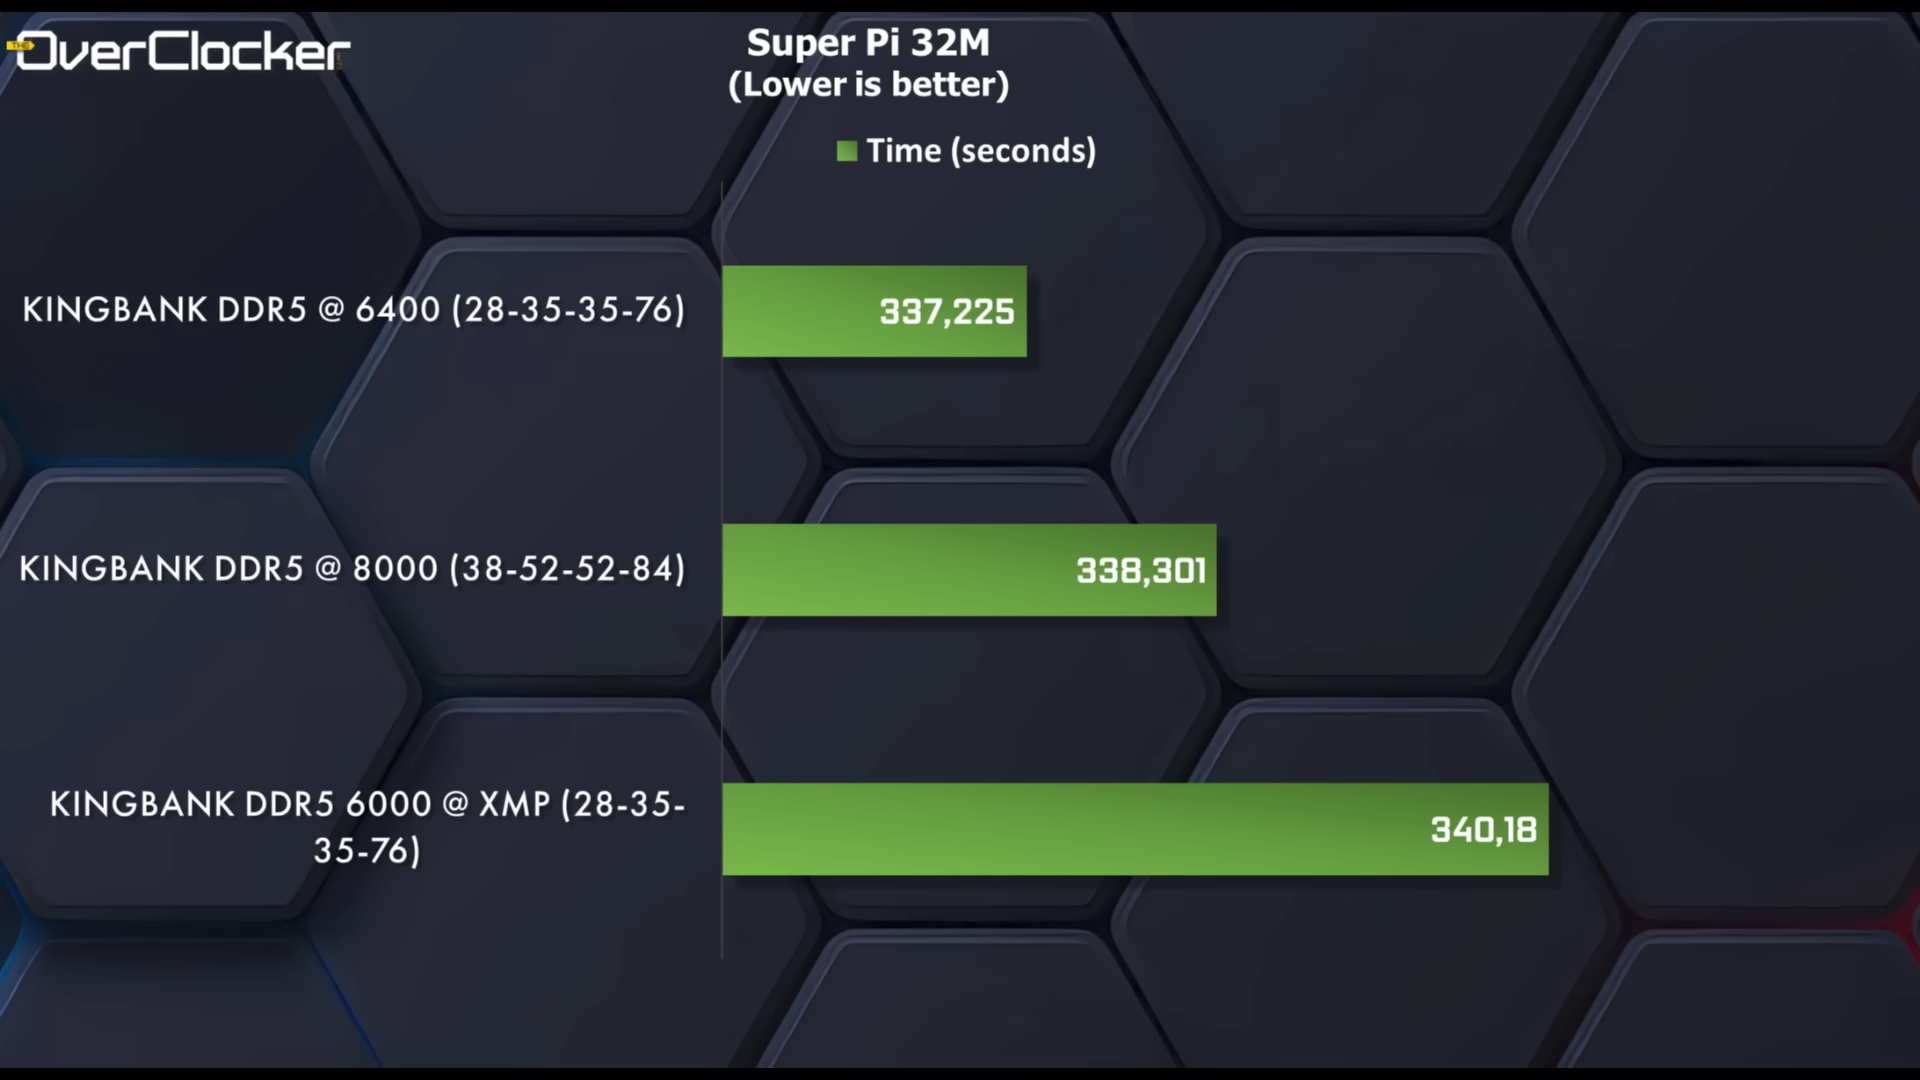 THE OverClocker
Super Pi 32M
(Lower is better)
Time (seconds)
KINGBANK DDR5 @ 6400 (28-35-35-76)
337,225
KINGBANK DDR5 @ 8000 (38-52-52-84)
338,301
KINGBANK DDR5 6000 @ XMP (28-35-
35-76)
340,18